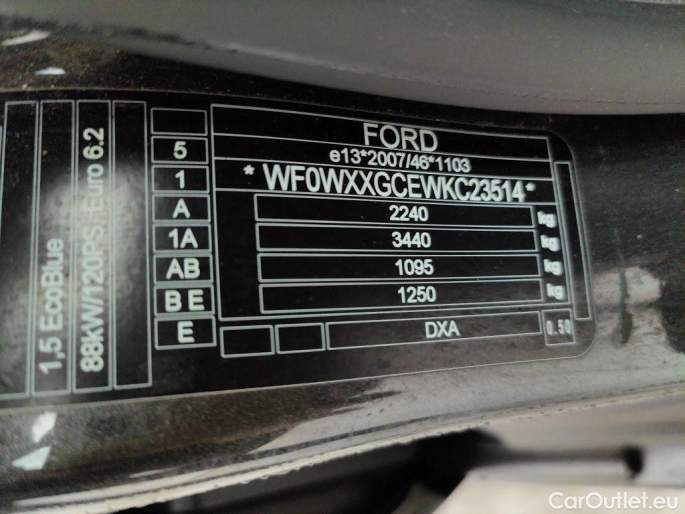 FORD
e13*2007/46*1103
* WF0WXXGCEWKC23514 *
2240 kg
3440 kg
1095 kg
1250 kg
DXA 0.50
5
1
A
1A
AB
B E
E
1,5 EcoBlue
88kW/120PS Euro 6.2
CarOutlet.eu